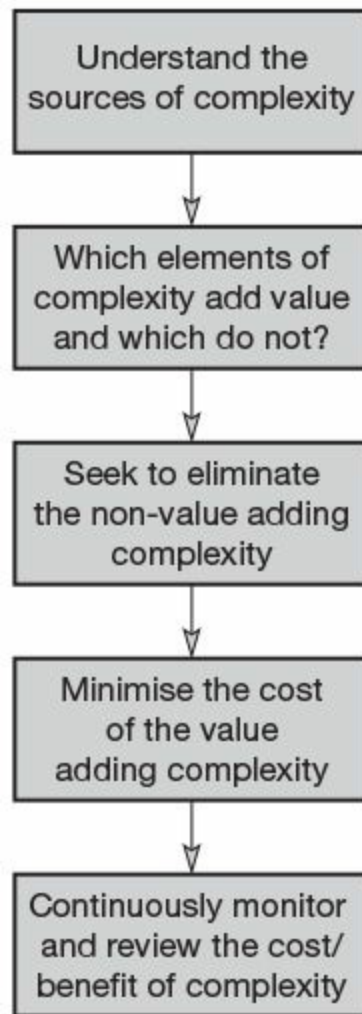 Understand the
sources of complexity
Which elements of
complexity add value
and which do not?
Seek to eliminate
the non-value adding
complexity
Minimise the cost
of the value
adding complexity
Continuously monitor
and review the cost/
benefit of complexity